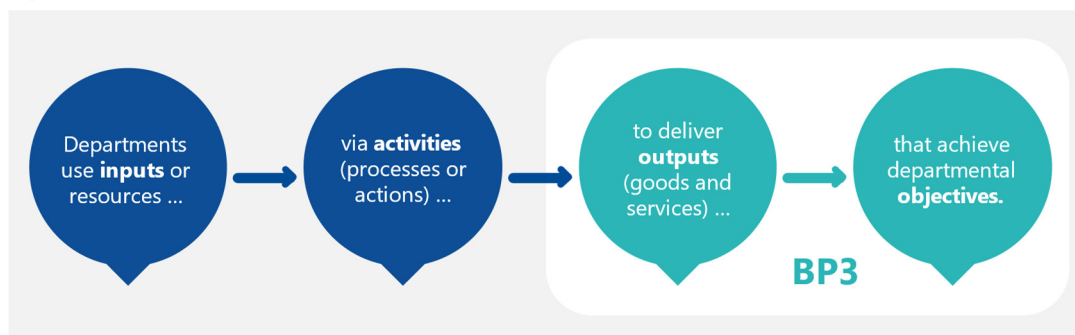 Departments
use inputs or
resources ...
via activities
(processes or
actions) ...
to deliver
outputs
(goods and
services) ...
that achieve
departmental
objectives.
BP3